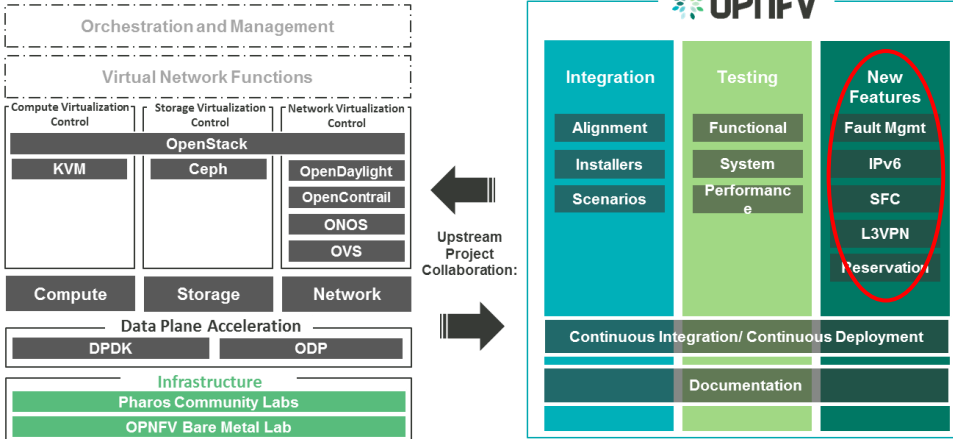 Orchestration and Management
Virtual Network Functions
Compute Virtualization
Control
Storage Virtualization
Control
Network Virtualization
Control
OpenStack
KVM
Ceph
OpenDaylight
OpenContrail
ONOS
OVS
Compute
Storage
Network
Data Plane Acceleration
DPDK
ODP
Infrastructure
Pharos Community Labs
OPNFV Bare Metal Lab
Upstream
Project
Collaboration:
OPNFV
Integration
Alignment
Installers
Scenarios
Testing
Functional
System
Performanc
e
New
Features
Fault Mgmt
IPv6
SFC
L3VPN
Reservation
Continuous Integration/ Continuous Deployment
Documentation